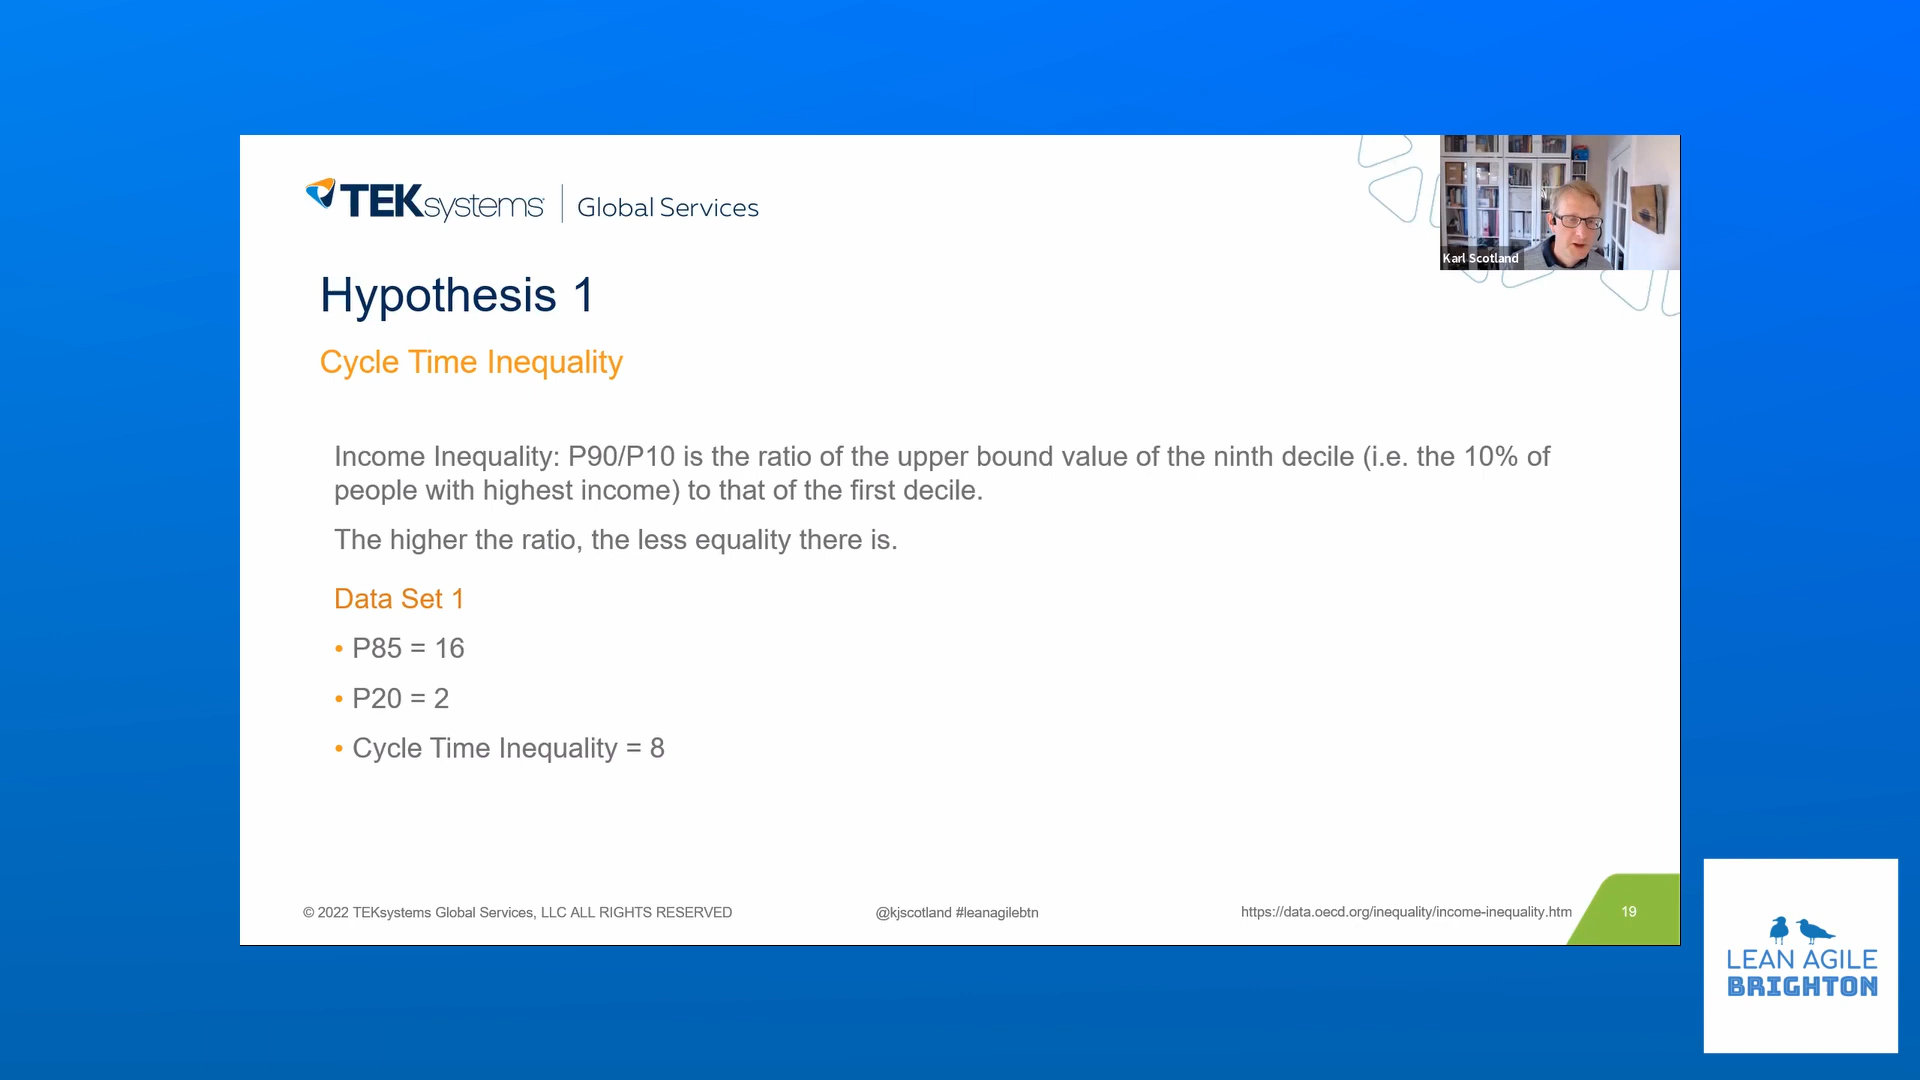 TEKsystems | Global Services
Karl Scotland
Hypothesis 1
Cycle Time Inequality
Income Inequality: P90/P10 is the ratio of the upper bound value of the ninth decile (i.e. the 10% of
people with highest income) to that of the first decile.
The higher the ratio, the less equality there is.
Data Set 1
• P85 = 16
• P20 = 2
• Cycle Time Inequality = 8
© 2022 TEKsystems Global Services, LLC ALL RIGHTS RESERVED
@kjscotland #leanagilebtn
https://data.oecd.org/inequality/income-inequality.htm
19
LEAN AGILE
BRIGHTON